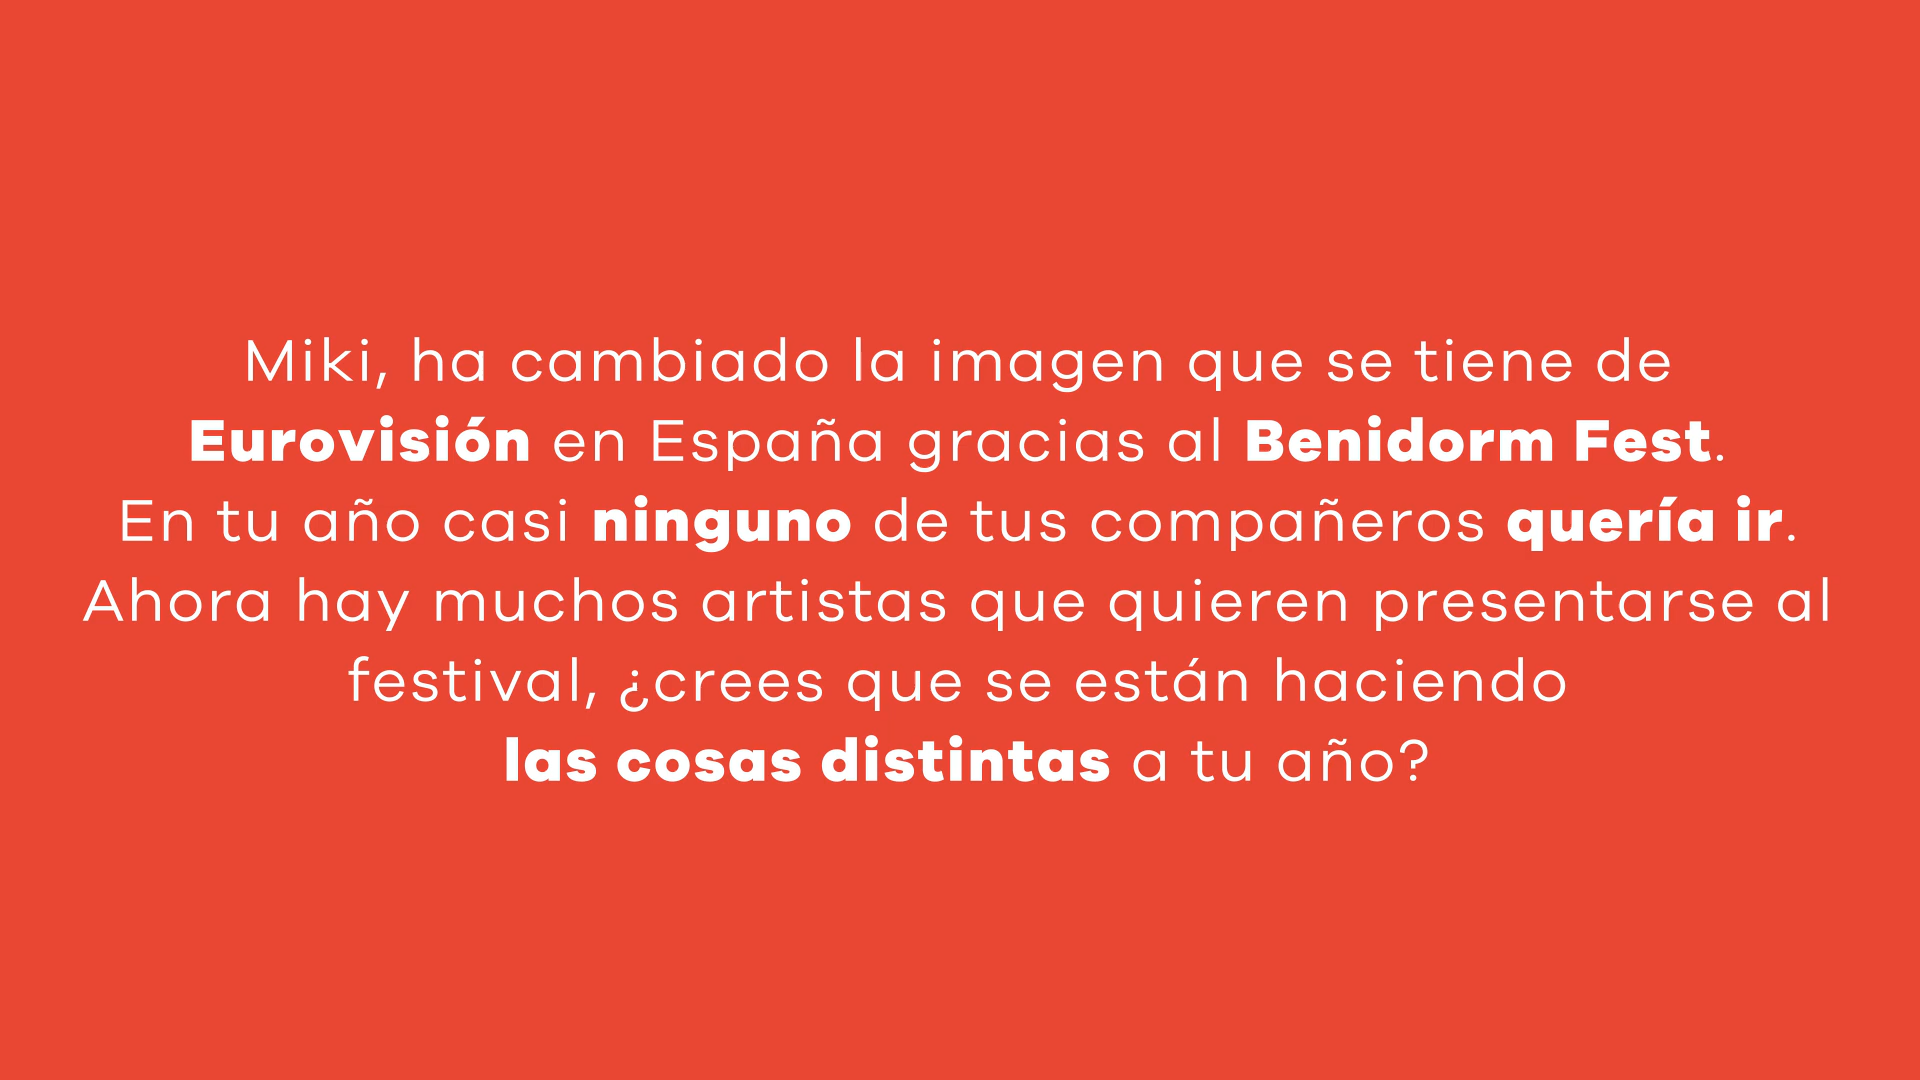 Miki, ha cambiado la imagen que se tiene de
Eurovisión en España gracias al Benidorm Fest.
En tu año casi ninguno de tus compañeros quería ir.
Ahora hay muchos artistas que quieren presentarse al
festival, ¿crees que se están haciendo
las cosas distintas a tu año?